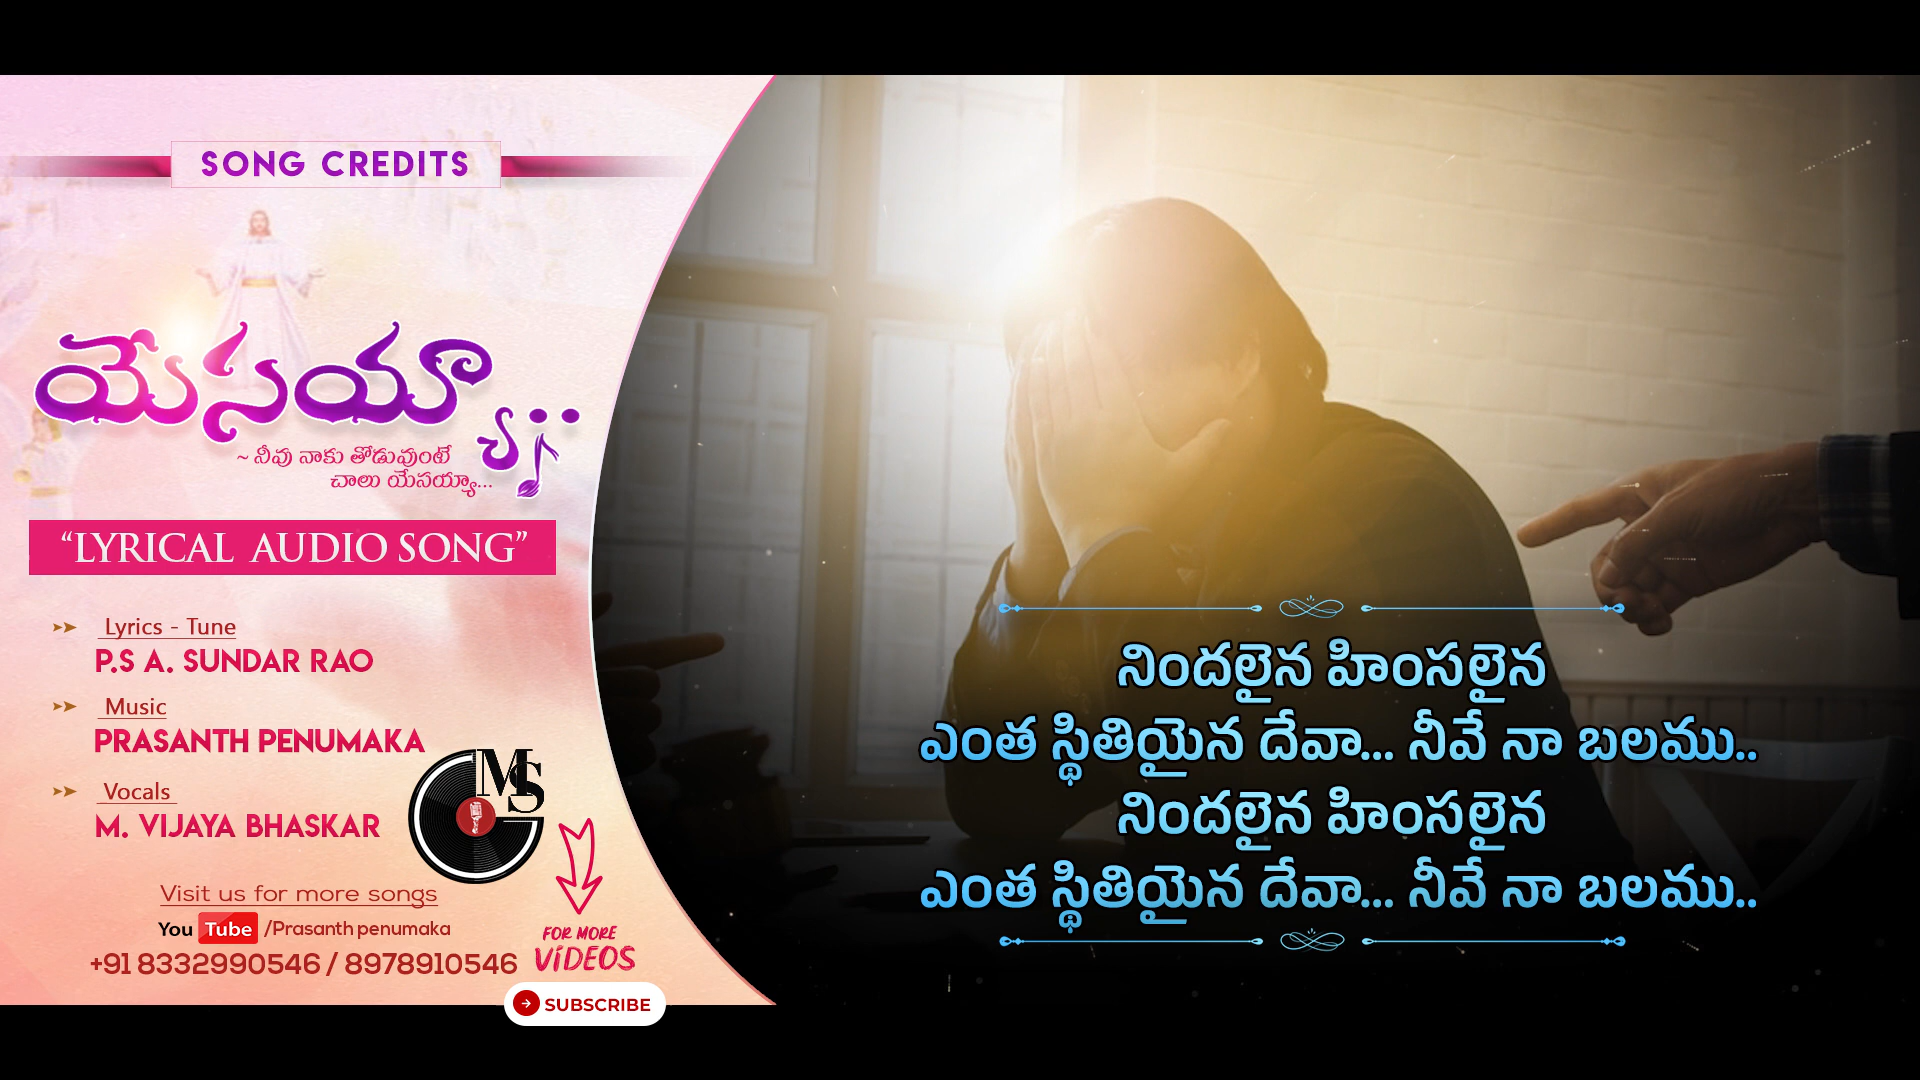 SONG CREDITS
యేసయ్యా..
~ నీవు నాకు తోడువుంటే
చాలు యేసయ్యా...
“LYRICAL AUDIO SONG”
Lyrics - Tune
P.S A. SUNDAR RAO
Music
PRASANTH PENUMAKA
Vocals
M. VIJAYA BHASKAR
MS
Visit us for more songs
You Tube /Prasanth penumaka
+91 8332990546 / 8978910546
FOR MORE
ViDEOS
SUBSCRIBE
నిందలైన హింసలైన
ఎంత స్థితియైన దేవా... నీవే నా బలము..
నిందలైన హింసలైన
ఎంత స్థితియైన దేవా... నీవే నా బలము..